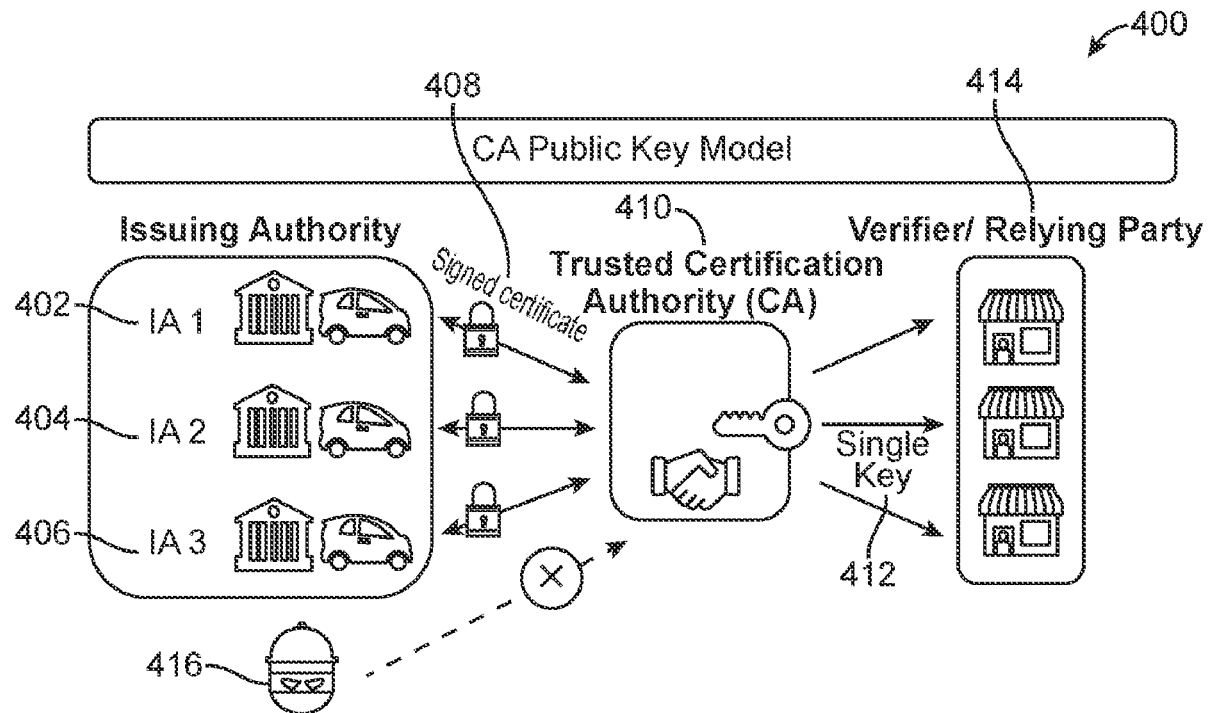 400
408
414
CA Public Key Model
410
Issuing Authority
Signed certificate
Trusted Certification
Authority (CA)
Verifier/ Relying Party
402
IA 1
404
IA 2
406
IA 3
Single
Key
412
416